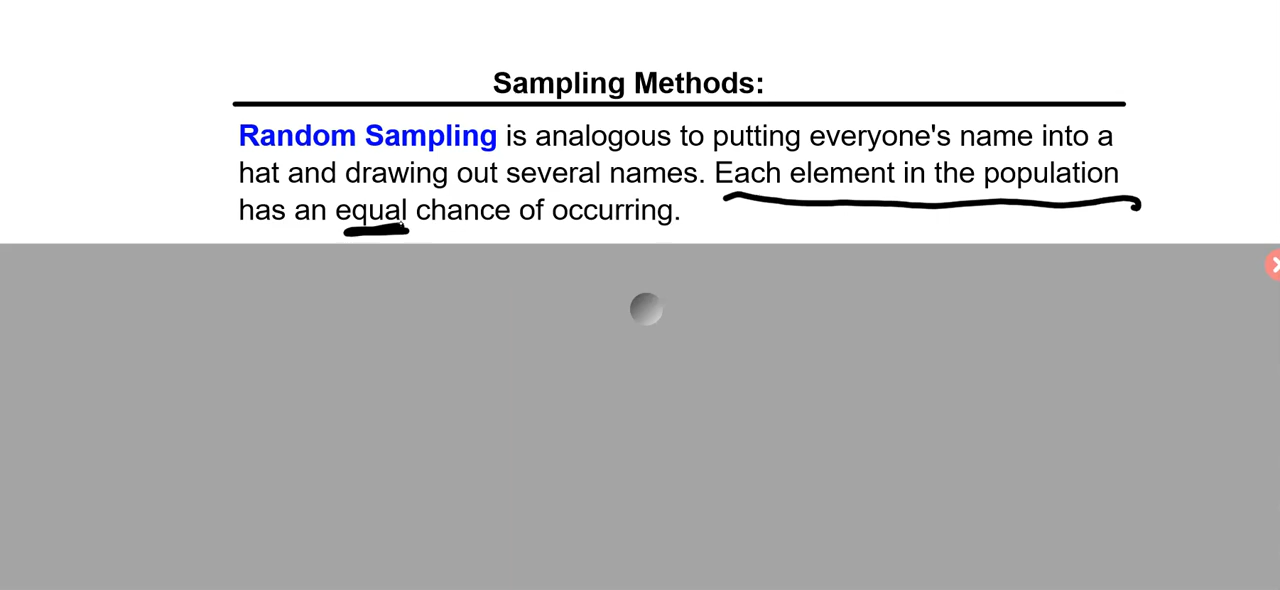 Sampling Methods:
Random Sampling is analogous to putting everyone's name into a
hat and drawing out several names. Each element in the population
has an equal chance of occurring.